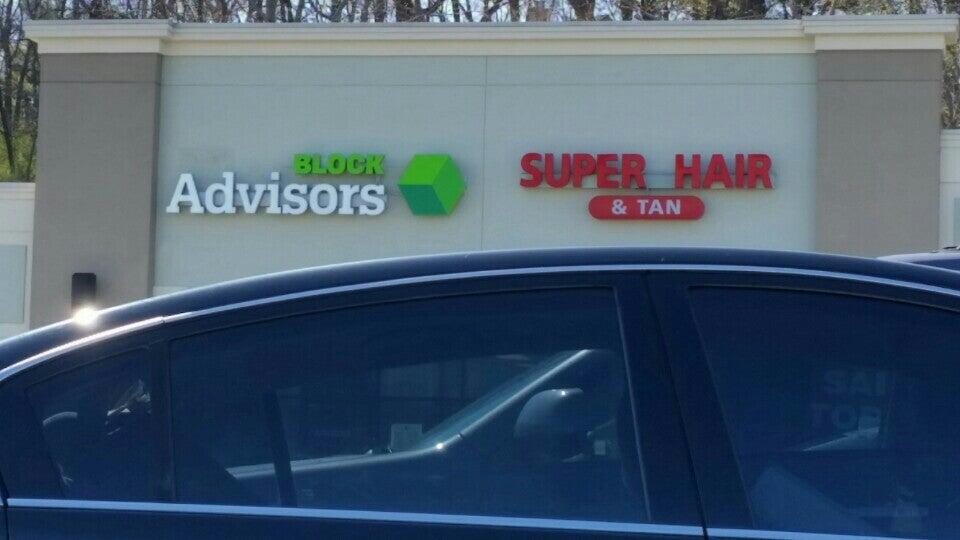 BLOCK
Advisors
SUPER HAIR
& TAN